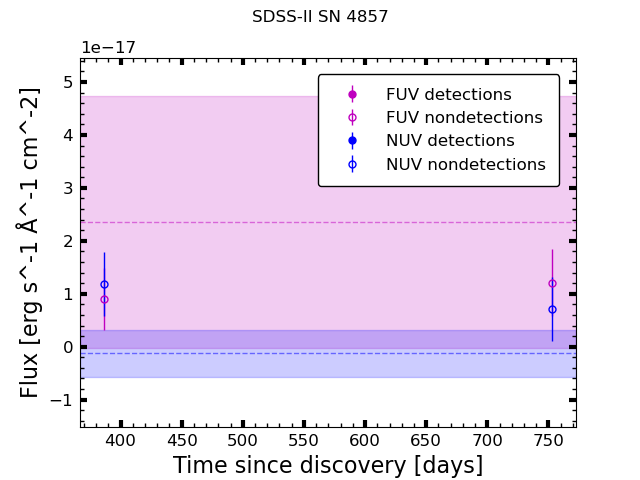 SDSS-II SN 4857
1e−17
FUV detections
FUV nondetections
NUV detections
NUV nondetections
5
4
3
2
1
0
−1
Flux [erg s^-1 Å^-1 cm^-2]
400 450 500 550 600 650 700 750
Time since discovery [days]